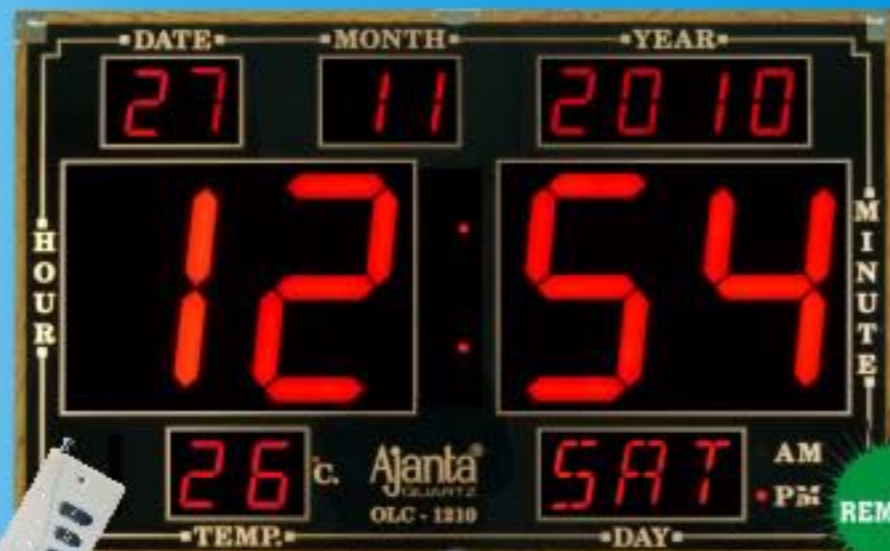 DATE MONTH YEAR
27 11 2010
HOUR 12:54 MINUTE
26 °C. Ajanta® SAT AM
QUARTZ PM
OLC - 1210
TEMP. DAY
REM